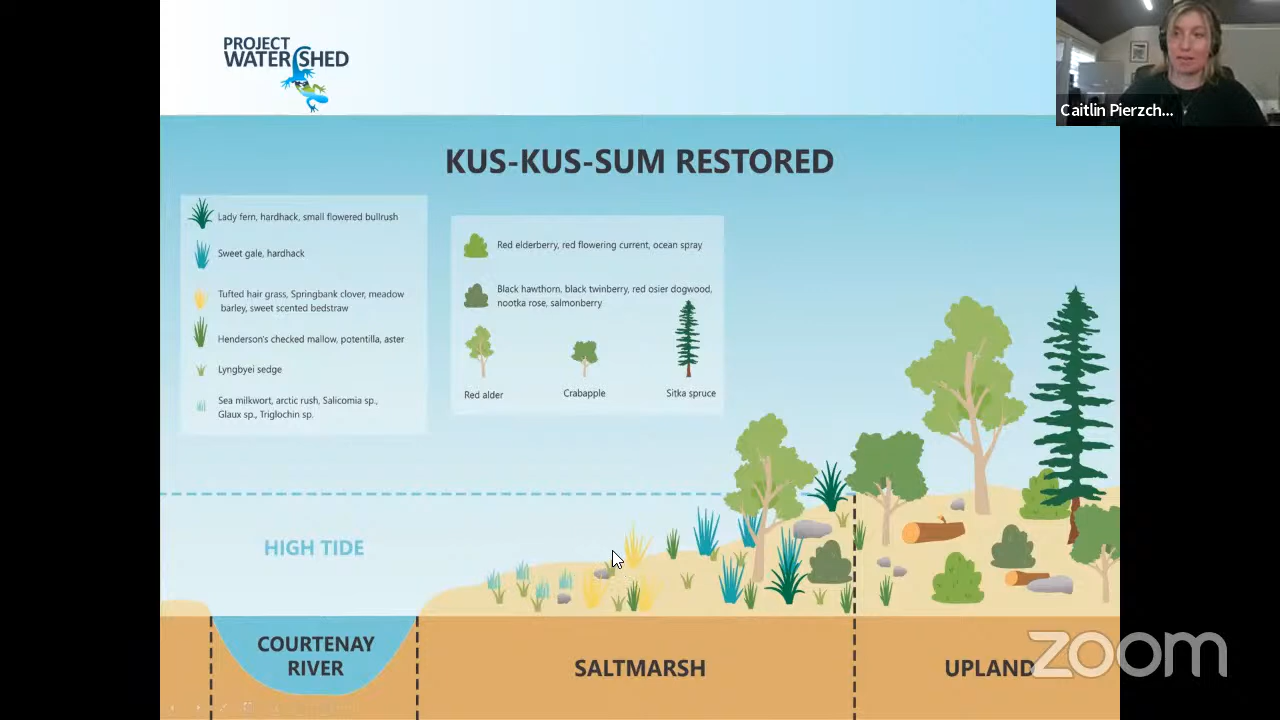 PROJECT
WATERSHED
Caitlin Pierzch...
KUS-KUS-SUM RESTORED
Lady fern, hardhack, small flowered bullrush
Sweet gale, hardhack
Tufted hair grass, Springbank clover, meadow
barley, sweet scented bedstraw
Henderson's checked mallow, potentilla, aster
Lyngbyei sedge
Sea milkwort, arctic rush, Salicornia sp.,
Glaux sp., Triglochin sp.
Red elderberry, red flowering current, ocean spray
Black hawthorn, black twinberry, red osier dogwood,
nootka rose, salmonberry
Red alder
Crabapple
Sitka spruce
HIGH TIDE
COURTENAY
RIVER
SALTMARSH
UPLAND
zoom